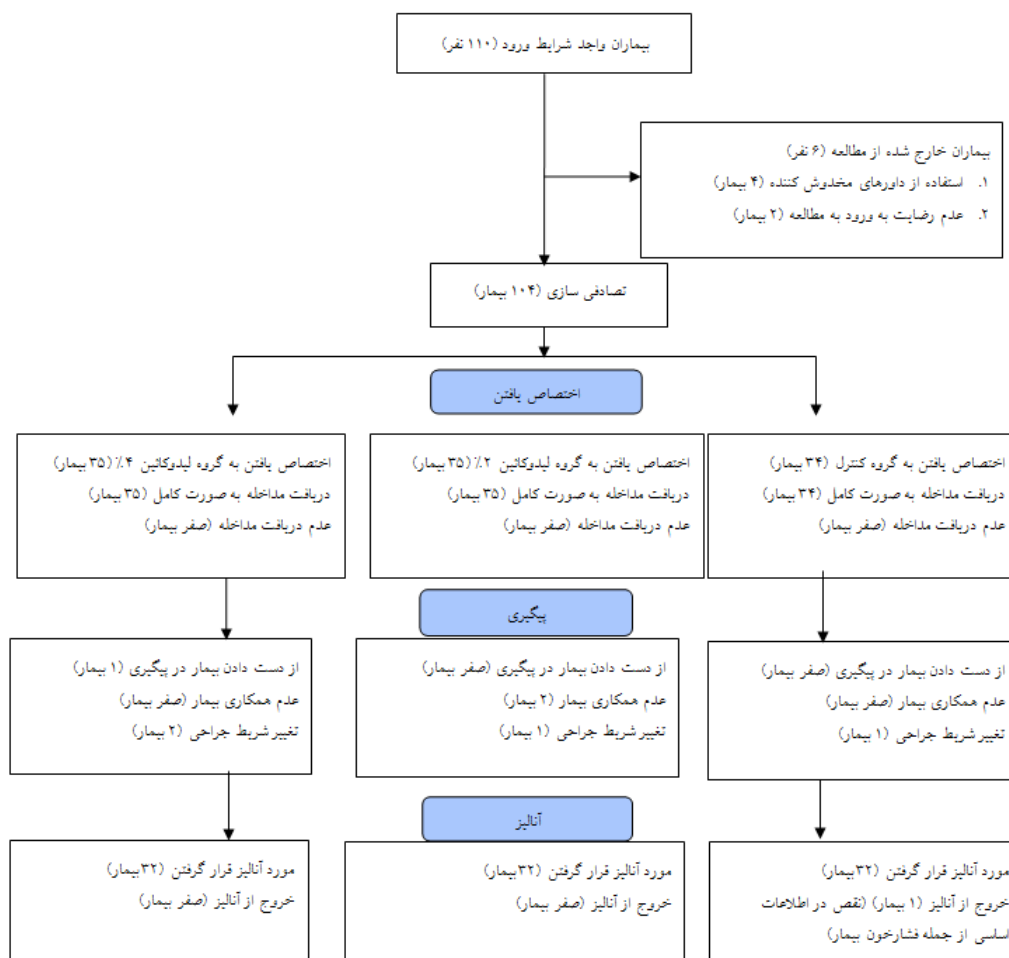 بیماران واجد شرایط ورود (۱۱۰ نفر)
بیماران خارج شده از مطالعه (۶ نفر)
۱. استفاده از داورهای مخدوش کننده (۴ بیمار)
۲. عدم رضایت به ورود به مطالعه (۲ بیمار)
تصادفی سازی (۱۰۴ بیمار)
اختصاص یافتن
اختصاص یافتن به گروه کنترل (۳۴ بیمار)
دریافت مداخله به صورت کامل (۳۴ بیمار)
عدم دریافت مداخله (صفر بیمار)
اختصاص یافتن به گروه لیدوکائین ۲٪ (۳۵ بیمار)
دریافت مداخله به صورت کامل (۳۵ بیمار)
عدم دریافت مداخله (صفر بیمار)
اختصاص یافتن به گروه لیدوکائین ۴٪ (۳۵ بیمار)
دریافت مداخله به صورت کامل (۳۵ بیمار)
عدم دریافت مداخله (صفر بیمار)
پیگیری
از دست دادن بیمار در پیگیری (صفر بیمار)
عدم همکاری بیمار (صفر بیمار)
تغییر شریط جراحی (۱ بیمار)
از دست دادن بیمار در پیگیری (صفر بیمار)
عدم همکاری بیمار (۲ بیمار)
تغییر شریط جراحی (۱ بیمار)
از دست دادن بیمار در پیگیری (۱ بیمار)
عدم همکاری بیمار (صفر بیمار)
تغییر شریط جراحی (۲ بیمار)
آنالیز
مورد آنالیز قرار گرفتن (۳۲بیمار)
خروج از آنالیز (۱ بیمار) (نقص در اطلاعات
اساسی از جمله فشارخون بیمار)
مورد آنالیز قرار گرفتن (۳۲بیمار)
خروج از آنالیز (صفر بیمار)
مورد آنالیز قرار گرفتن (۳۲بیمار)
خروج از آنالیز (صفر بیمار)